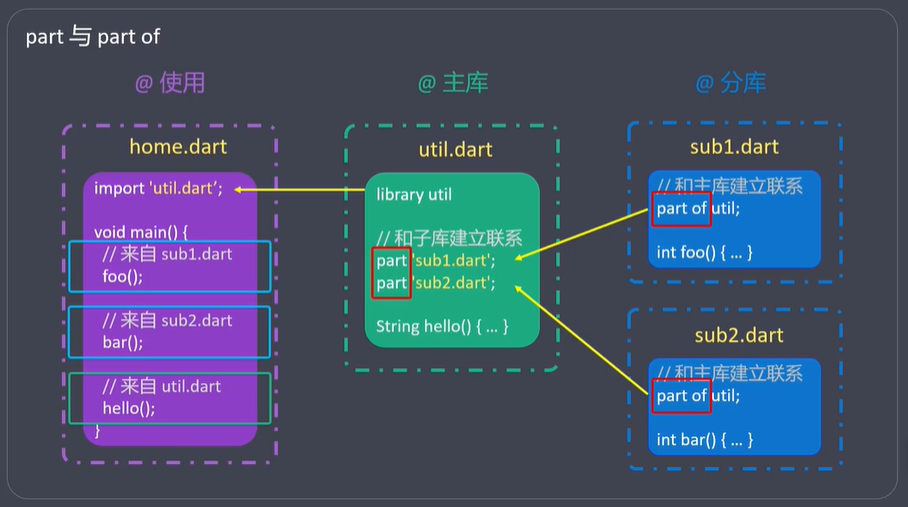 part 与 part of
@ 使用
home.dart
import 'util.dart’;
void main() {
// 来自 sub1.dart
foo();
// 来自 sub2.dart
bar();
// 来自 util.dart
hello();
}
@ 主库
util.dart
library util
// 和子库建立联系
part 'sub1.dart';
part 'sub2.dart';
String hello() { ... }
@ 分库
sub1.dart
// 和主库建立联系
part of util;
int foo() { ... }
sub2.dart
// 和主库建立联系
part of util;
int bar() { ... }